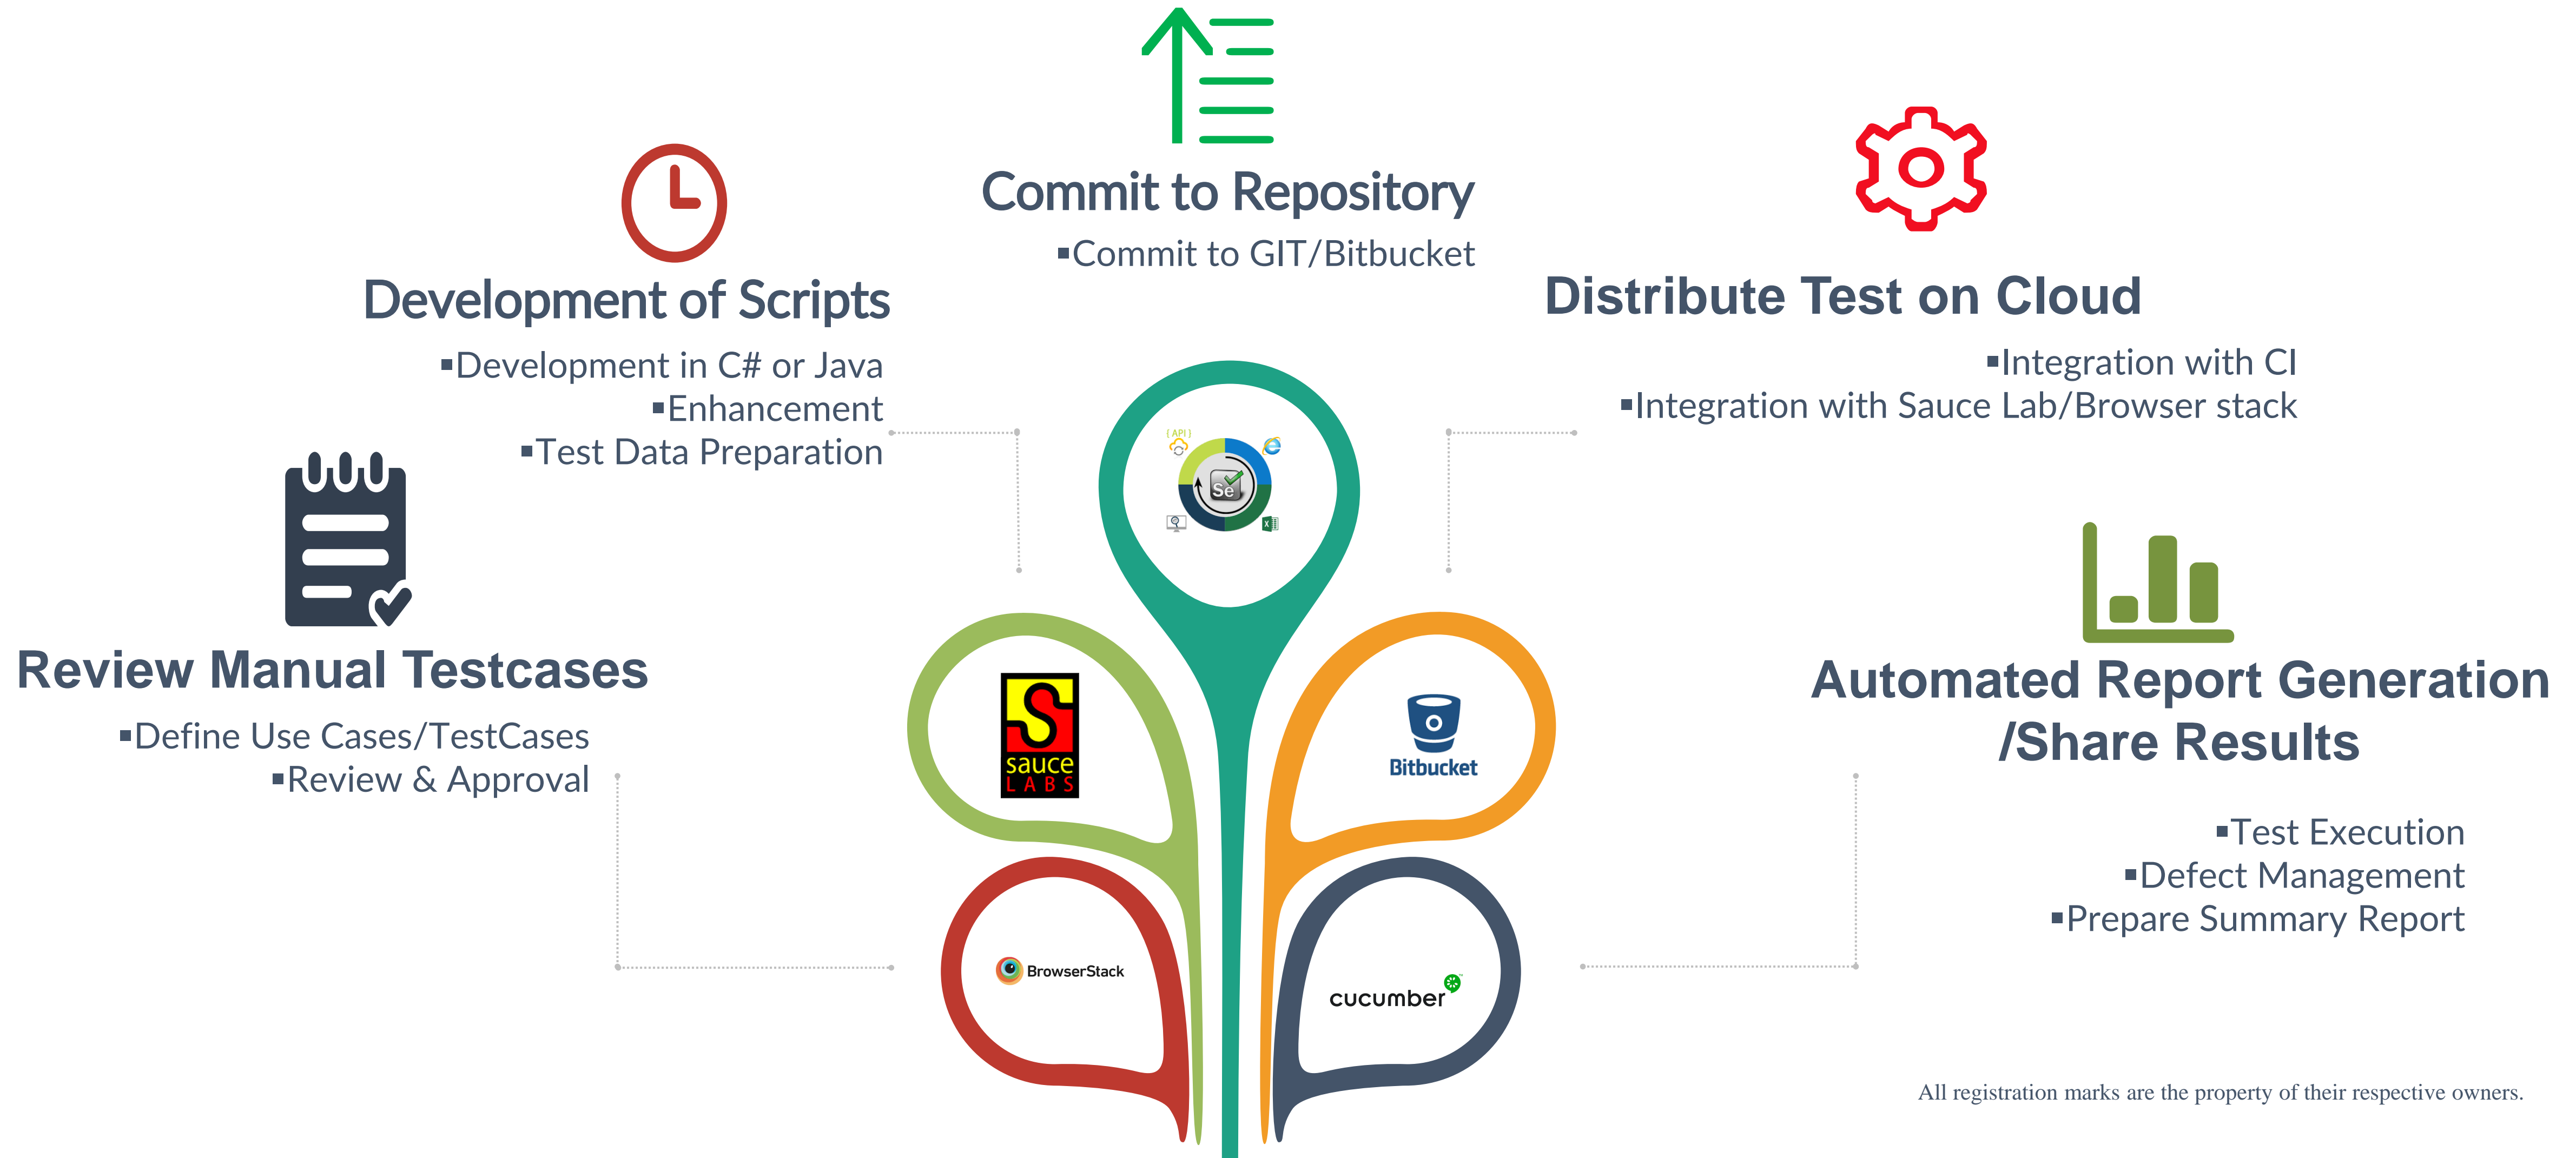 Commit to Repository
▪Commit to GIT/Bitbucket
Development of Scripts
▪Development in C# or Java
▪Enhancement
▪Test Data Preparation
Distribute Test on Cloud
▪Integration with CI
▪Integration with Sauce Lab/Browser stack
Review Manual Testcases
▪Define Use Cases/TestCases
▪Review & Approval
Automated Report Generation
/Share Results
▪Test Execution
▪Defect Management
▪Prepare Summary Report
{ API }
Se
X
sauce
LABS
Bitbucket
BrowserStack
cucumber
All registration marks are the property of their respective owners.